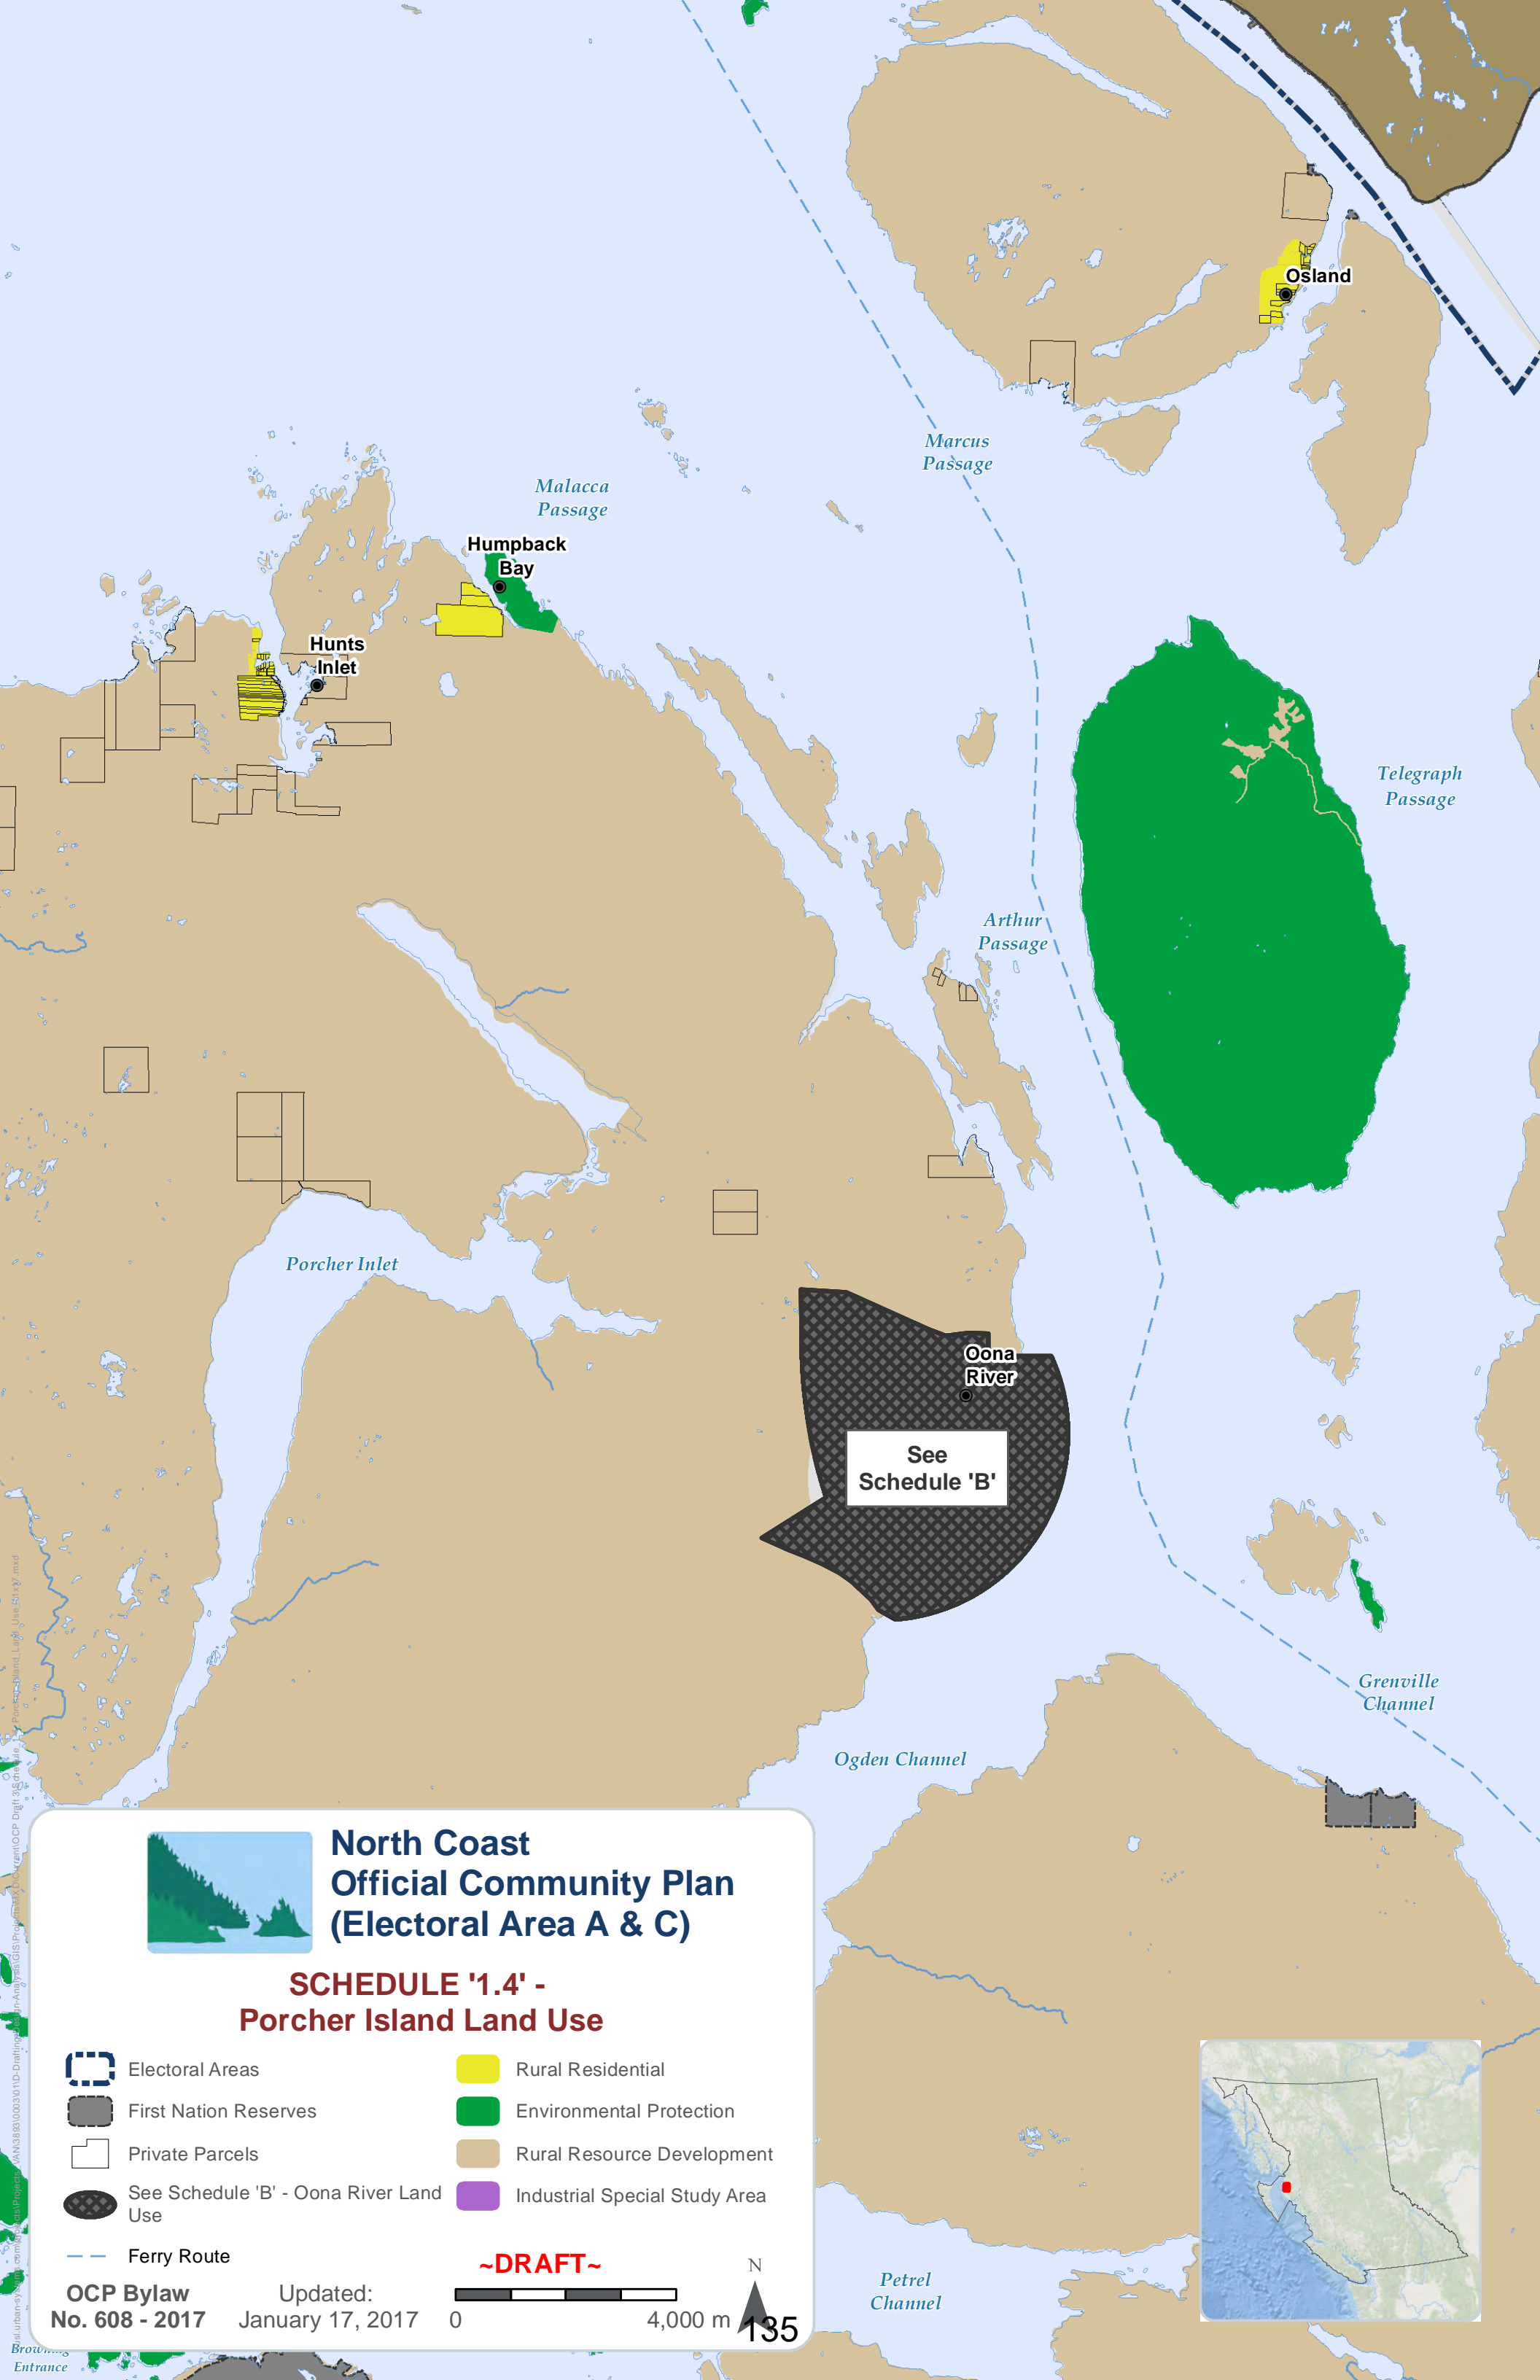 Osland
Marcus
Passage
Malacca
Passage
Humpback
Bay
Hunts
Inlet
Telegraph
Passage
Arthur
Passage
Porcher Inlet
Oona
River
See
Schedule 'B'
Grenville
Channel
Ogden Channel
North Coast
Official Community Plan
(Electoral Area A & C)
SCHEDULE '1.4' -
Porcher Island Land Use
Electoral Areas
First Nation Reserves
Private Parcels
See Schedule 'B' - Oona River Land
Use
Ferry Route
Rural Residential
Environmental Protection
Rural Resource Development
Industrial Special Study Area
~DRAFT~
OCP Bylaw
No. 608 - 2017
Updated:
January 17, 2017
0
4,000 m
N
135
Petrel
Channel
Browning
Entrance